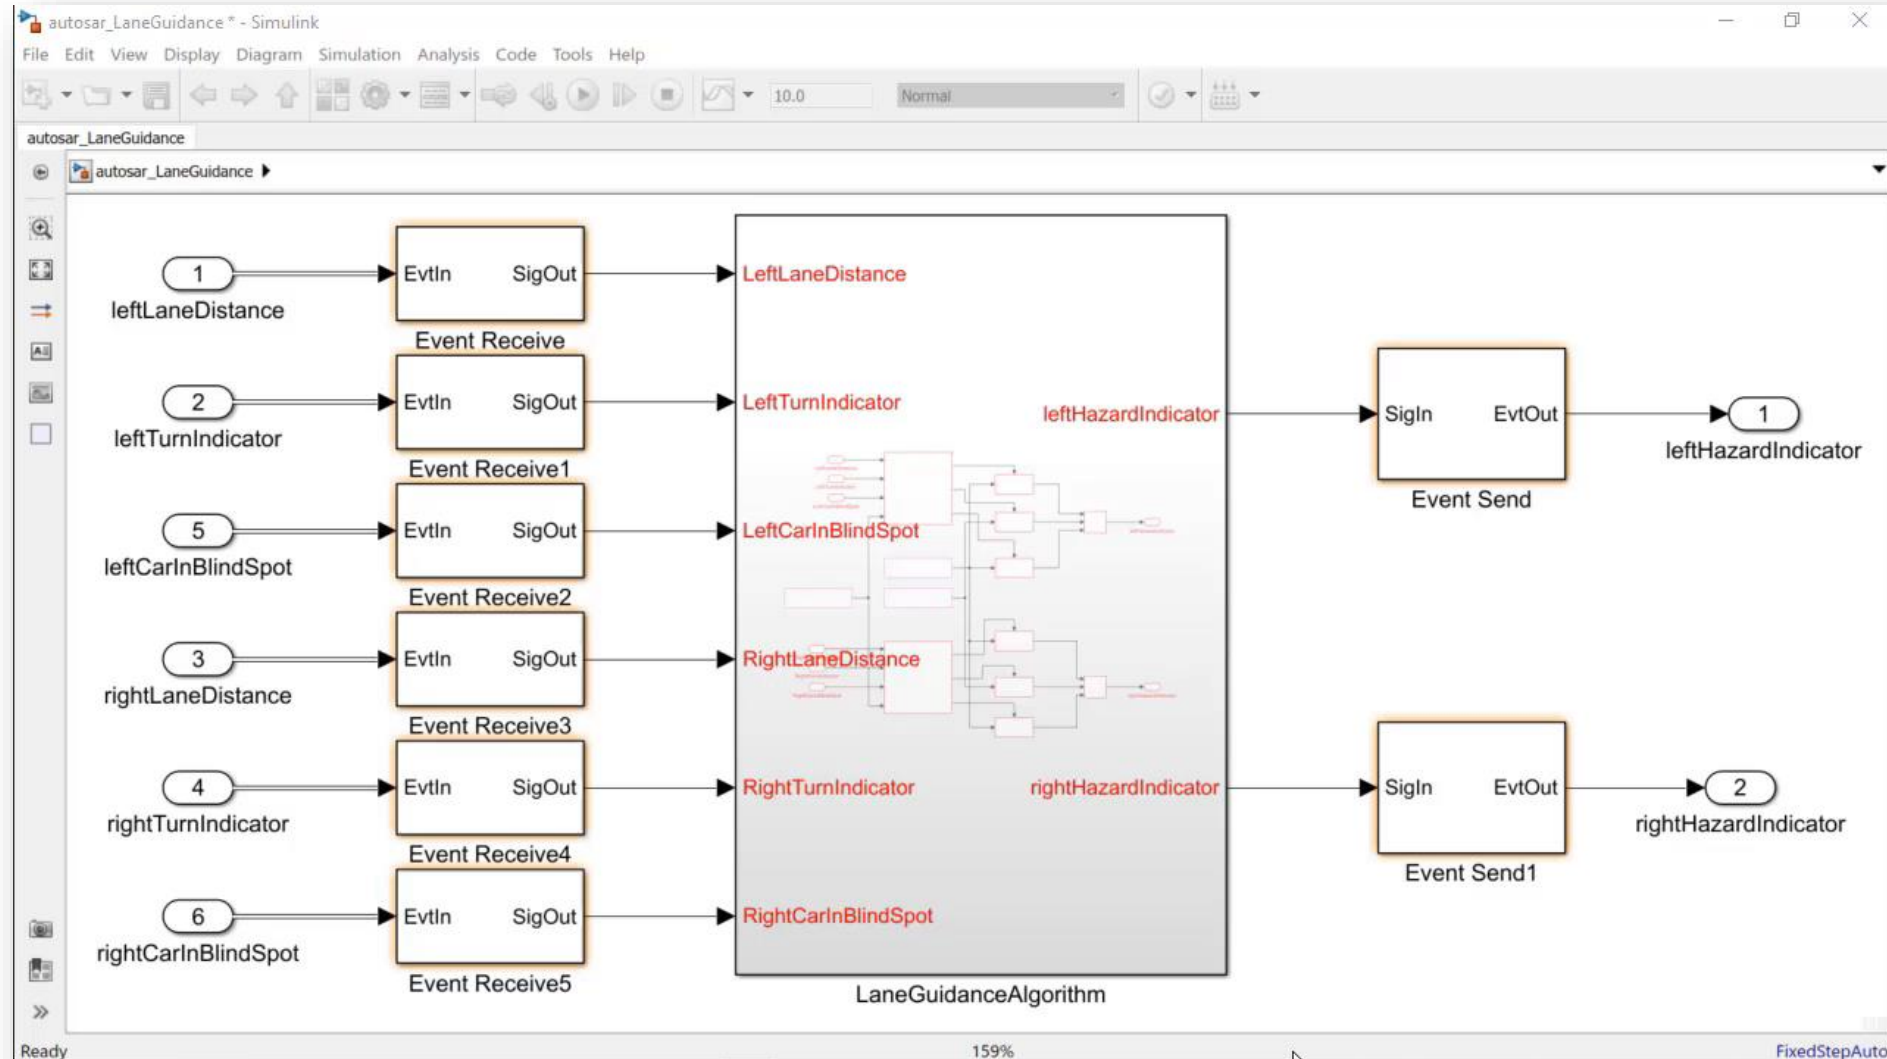 autosar_LaneGuidance * - Simulink
File Edit View Display Diagram Simulation Analysis Code Tools Help
10.0 Normal
autosar_LaneGuidance
autosar_LaneGuidance
1 EvtIn SigOut LeftLaneDistance
leftLaneDistance
Event Receive
2 EvtIn SigOut LeftTurnIndicator leftHazardIndicator SigIn EvtOut 1
leftTurnIndicator leftHazardIndicator
Event Receive1 Event Send
5 EvtIn SigOut LeftCarInBlindSpot
leftCarInBlindSpot
Event Receive2
3 EvtIn SigOut RightLaneDistance
rightLaneDistance
Event Receive3
4 EvtIn SigOut RightTurnIndicator rightHazardIndicator SigIn EvtOut 2
rightTurnIndicator rightHazardIndicator
Event Receive4 Event Send1
6 EvtIn SigOut RightCarInBlindSpot
rightCarInBlindSpot
Event Receive5 LaneGuidanceAlgorithm
Ready 159% FixedStepAuto